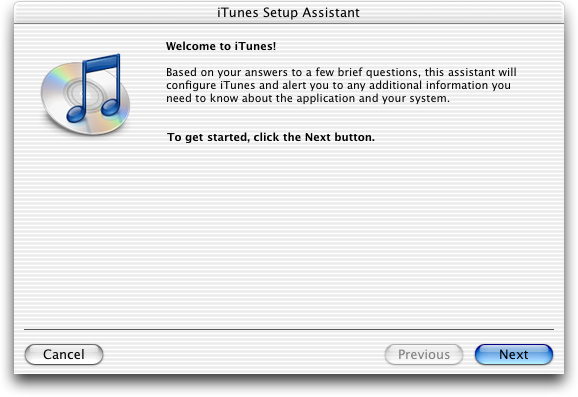 iTunes Setup Assistant
Welcome to iTunes!
Based on your answers to a few brief questions, this assistant will
configure iTunes and alert you to any additional information you
need to know about the application and your system.
To get started, click the Next button.
Cancel
Previous
Next